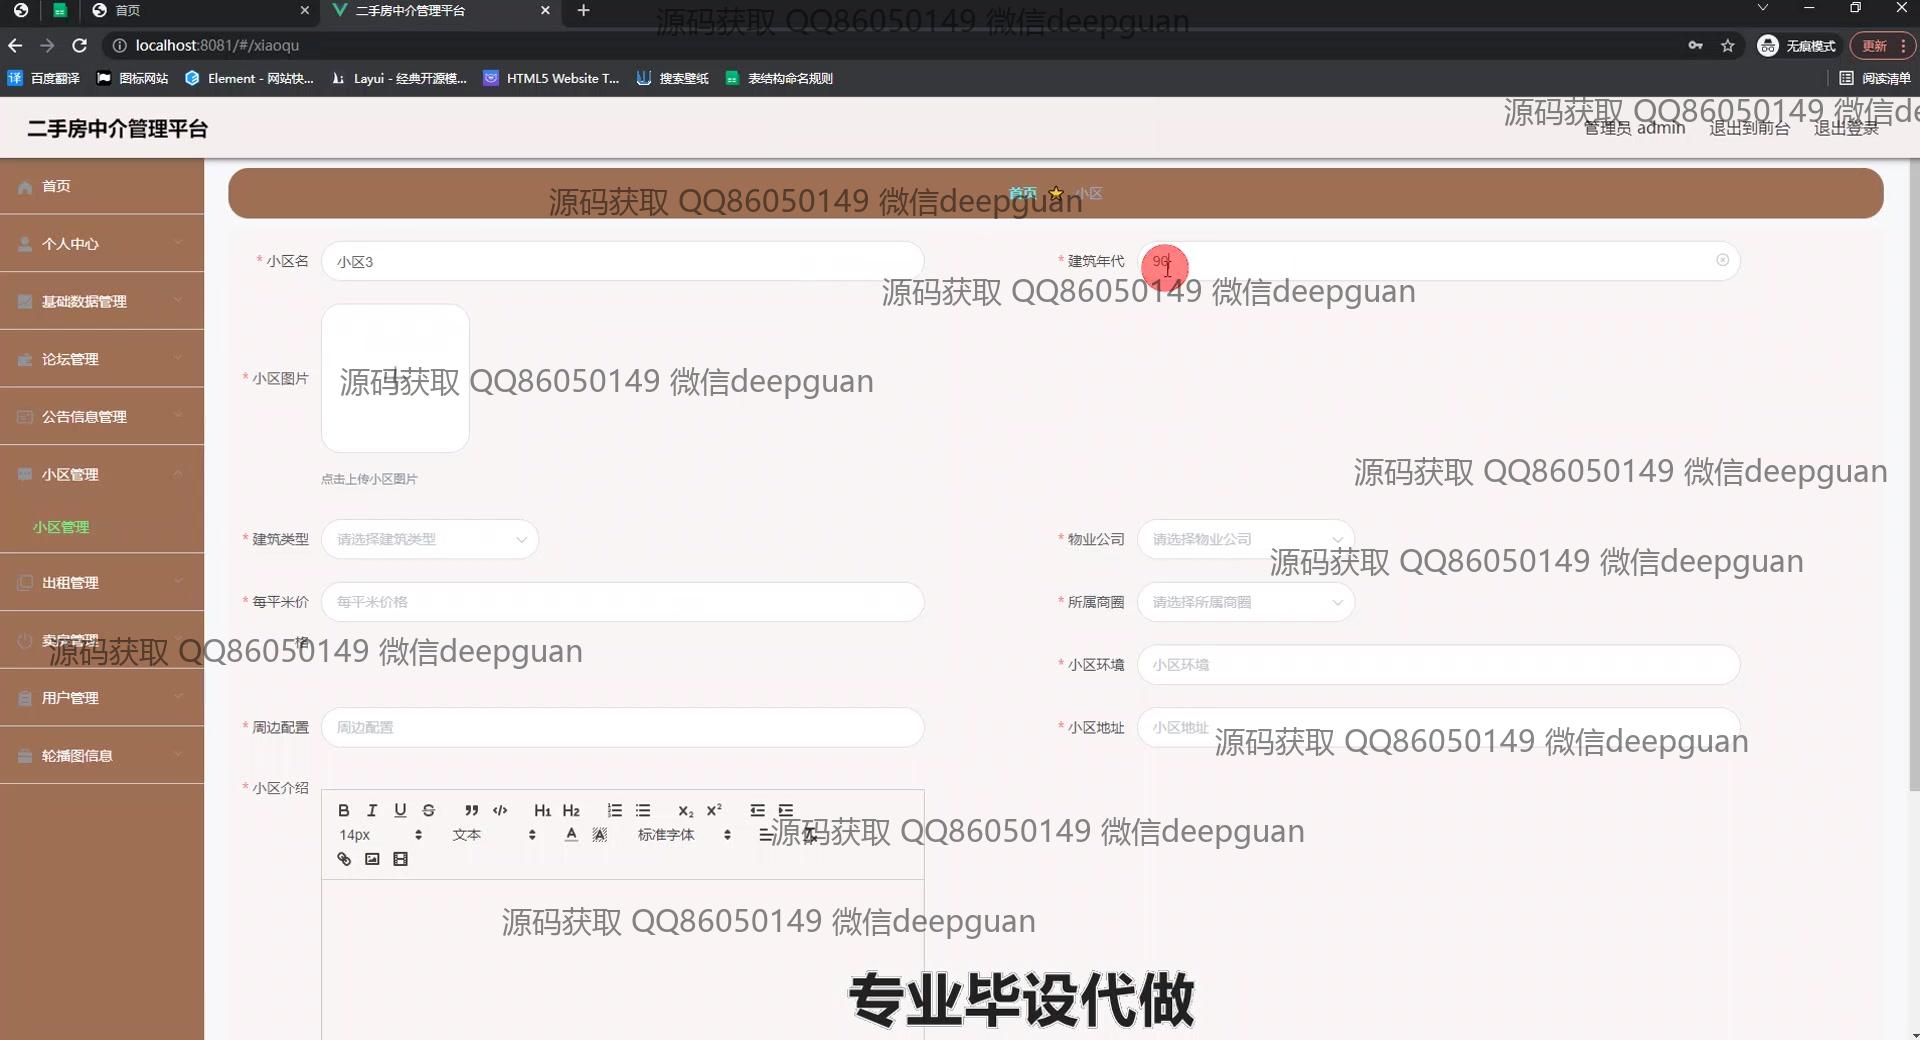 首页
二手房中介管理平台
源码获取 QQ86050149 微信deepguan
localhost:8081/#/xiaoqu
无痕模式
更新
百度翻译
图标网站
Element - 网站快...
Layui - 经典开源模...
HTML5 Website T...
搜索壁纸
表结构命名规则
阅读清单
二手房中介管理平台
源码获取 QQ86050149 微信de
管理员 admin
退出到前台
退出登录
首页
个人中心
基础数据管理
论坛管理
公告信息管理
小区管理
小区管理
出租管理
卖房管理
用户管理
轮播图信息
首页 小区
源码获取 QQ86050149 微信deepguan
* 小区名
小区3
* 建筑年代
90
源码获取 QQ86050149 微信deepguan
* 小区图片
源码获取 QQ86050149 微信deepguan
点击上传小区图片
源码获取 QQ86050149 微信deepguan
* 建筑类型
请选择建筑类型
* 物业公司
请选择物业公司
源码获取 QQ86050149 微信deepguan
* 每平米价格
每平米价格
* 所属商圈
请选择所属商圈
源码获取 QQ86050149 微信deepguan
* 小区环境
小区环境
* 周边配置
周边配置
* 小区地址
小区地址
源码获取 QQ86050149 微信deepguan
* 小区介绍
B I U S H1 H2 X2 X2
14px 文本 A A 标准字体
源码获取 QQ86050149 微信deepguan
源码获取 QQ86050149 微信deepguan
专业毕设代做